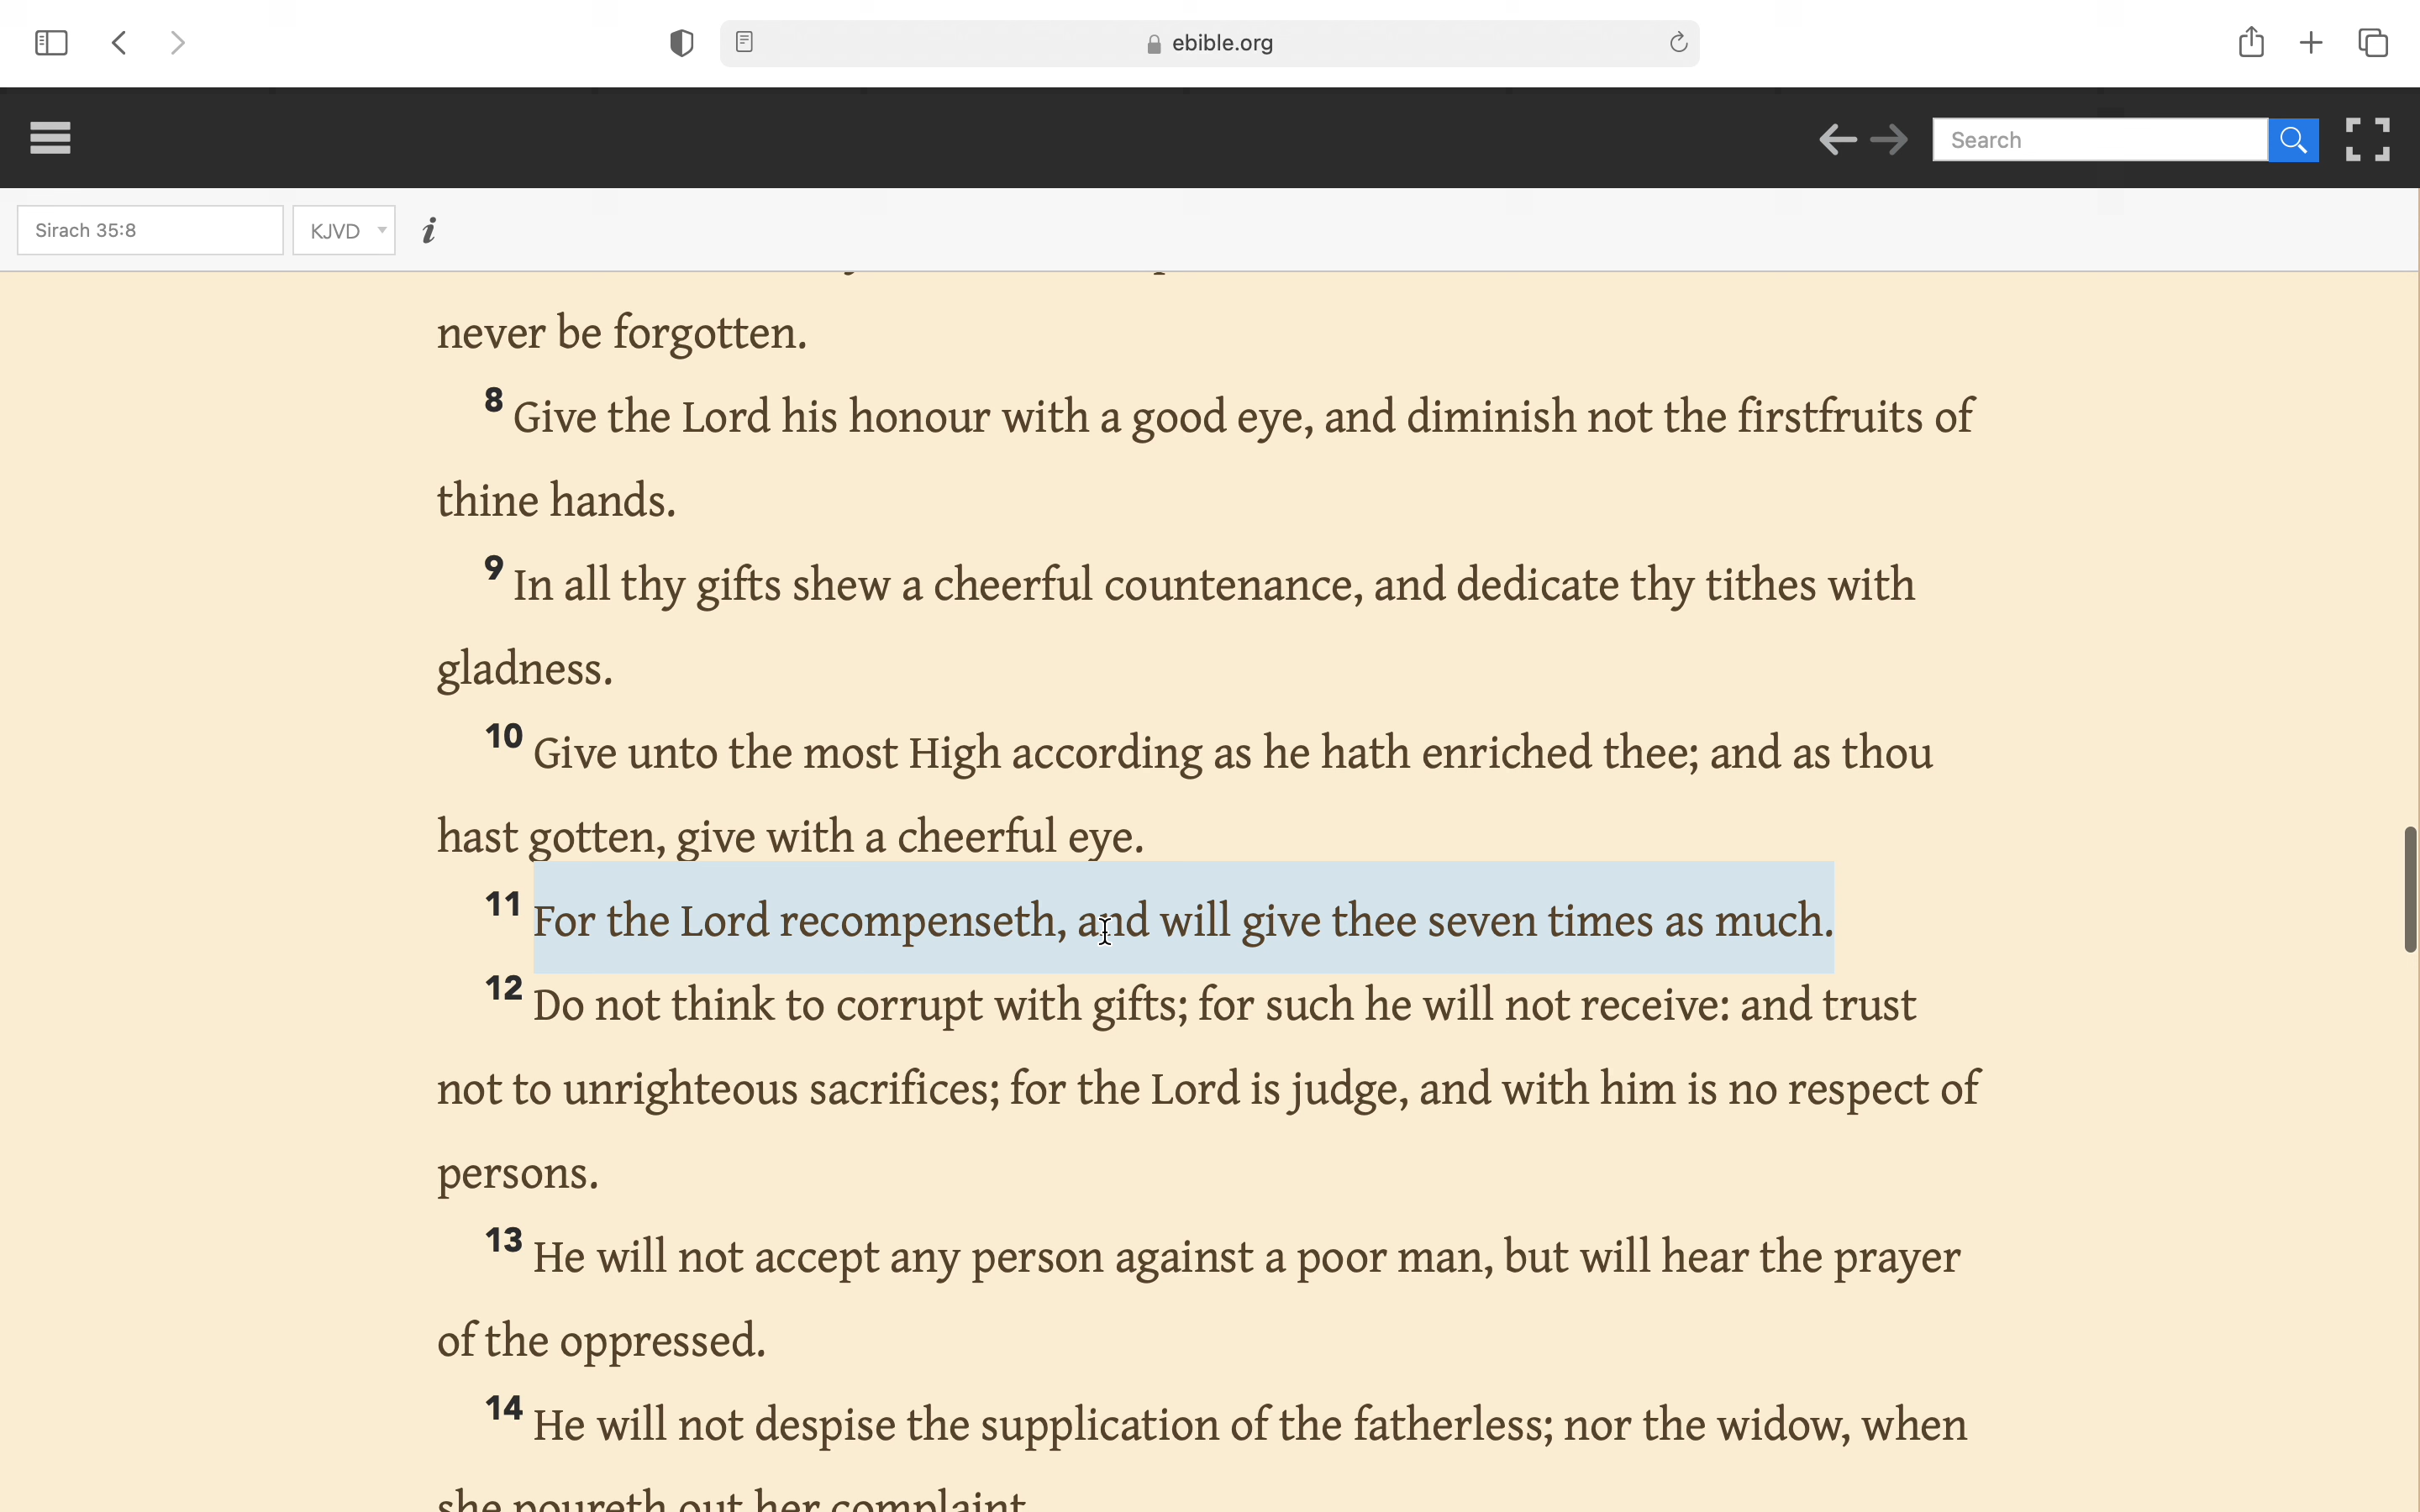 ebible.org
Search
Sirach 35:8 KJVD i
never be forgotten.
8 Give the Lord his honour with a good eye, and diminish not the firstfruits of
thine hands.
9 In all thy gifts shew a cheerful countenance, and dedicate thy tithes with
gladness.
10 Give unto the most High according as he hath enriched thee; and as thou
hast gotten, give with a cheerful eye.
11 For the Lord recompenseth, and will give thee seven times as much.
12 Do not think to corrupt with gifts; for such he will not receive: and trust
not to unrighteous sacrifices; for the Lord is judge, and with him is no respect of
persons.
13 He will not accept any person against a poor man, but will hear the prayer
of the oppressed.
14 He will not despise the supplication of the fatherless; nor the widow, when
she poureth out her complaint